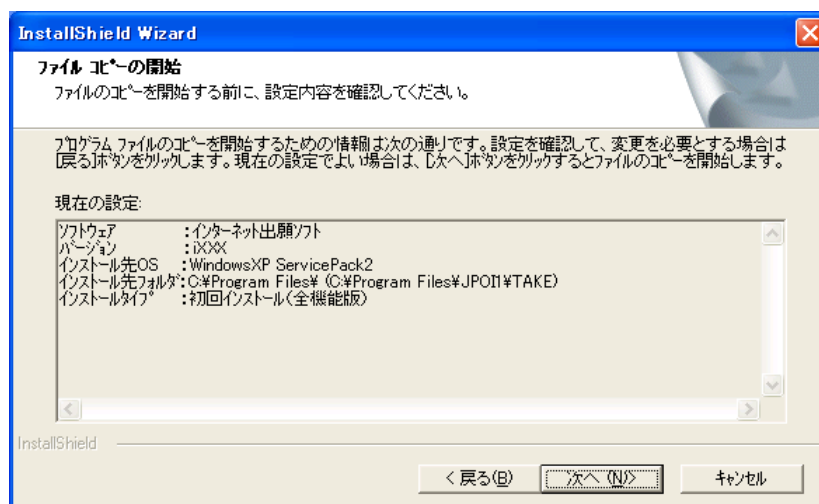 InstallShield Wizard
ファイル コピーの開始
ファイルのコピーを開始する前に、設定内容を確認してください。
プログラム ファイルのコピーを開始するための情報は次の通りです。設定を確認して、変更を必要とする場合は
[戻る]ボタンをクリックします。現在の設定でよい場合は、[次へ]ボタンをクリックするとファイルのコピーを開始します。
現在の設定:
ソフトウェア :インターネット出願ソフト
バージョン :iXXX
インストール先OS :WindowsXP ServicePack2
インストール先フォルダ:C:¥Program Files¥ (C:¥Program Files¥JPOI1¥TAKE)
インストールタイプ :初回インストール(全機能版)
InstallShield
< 戻る(B) 次へ (N)> キャンセル